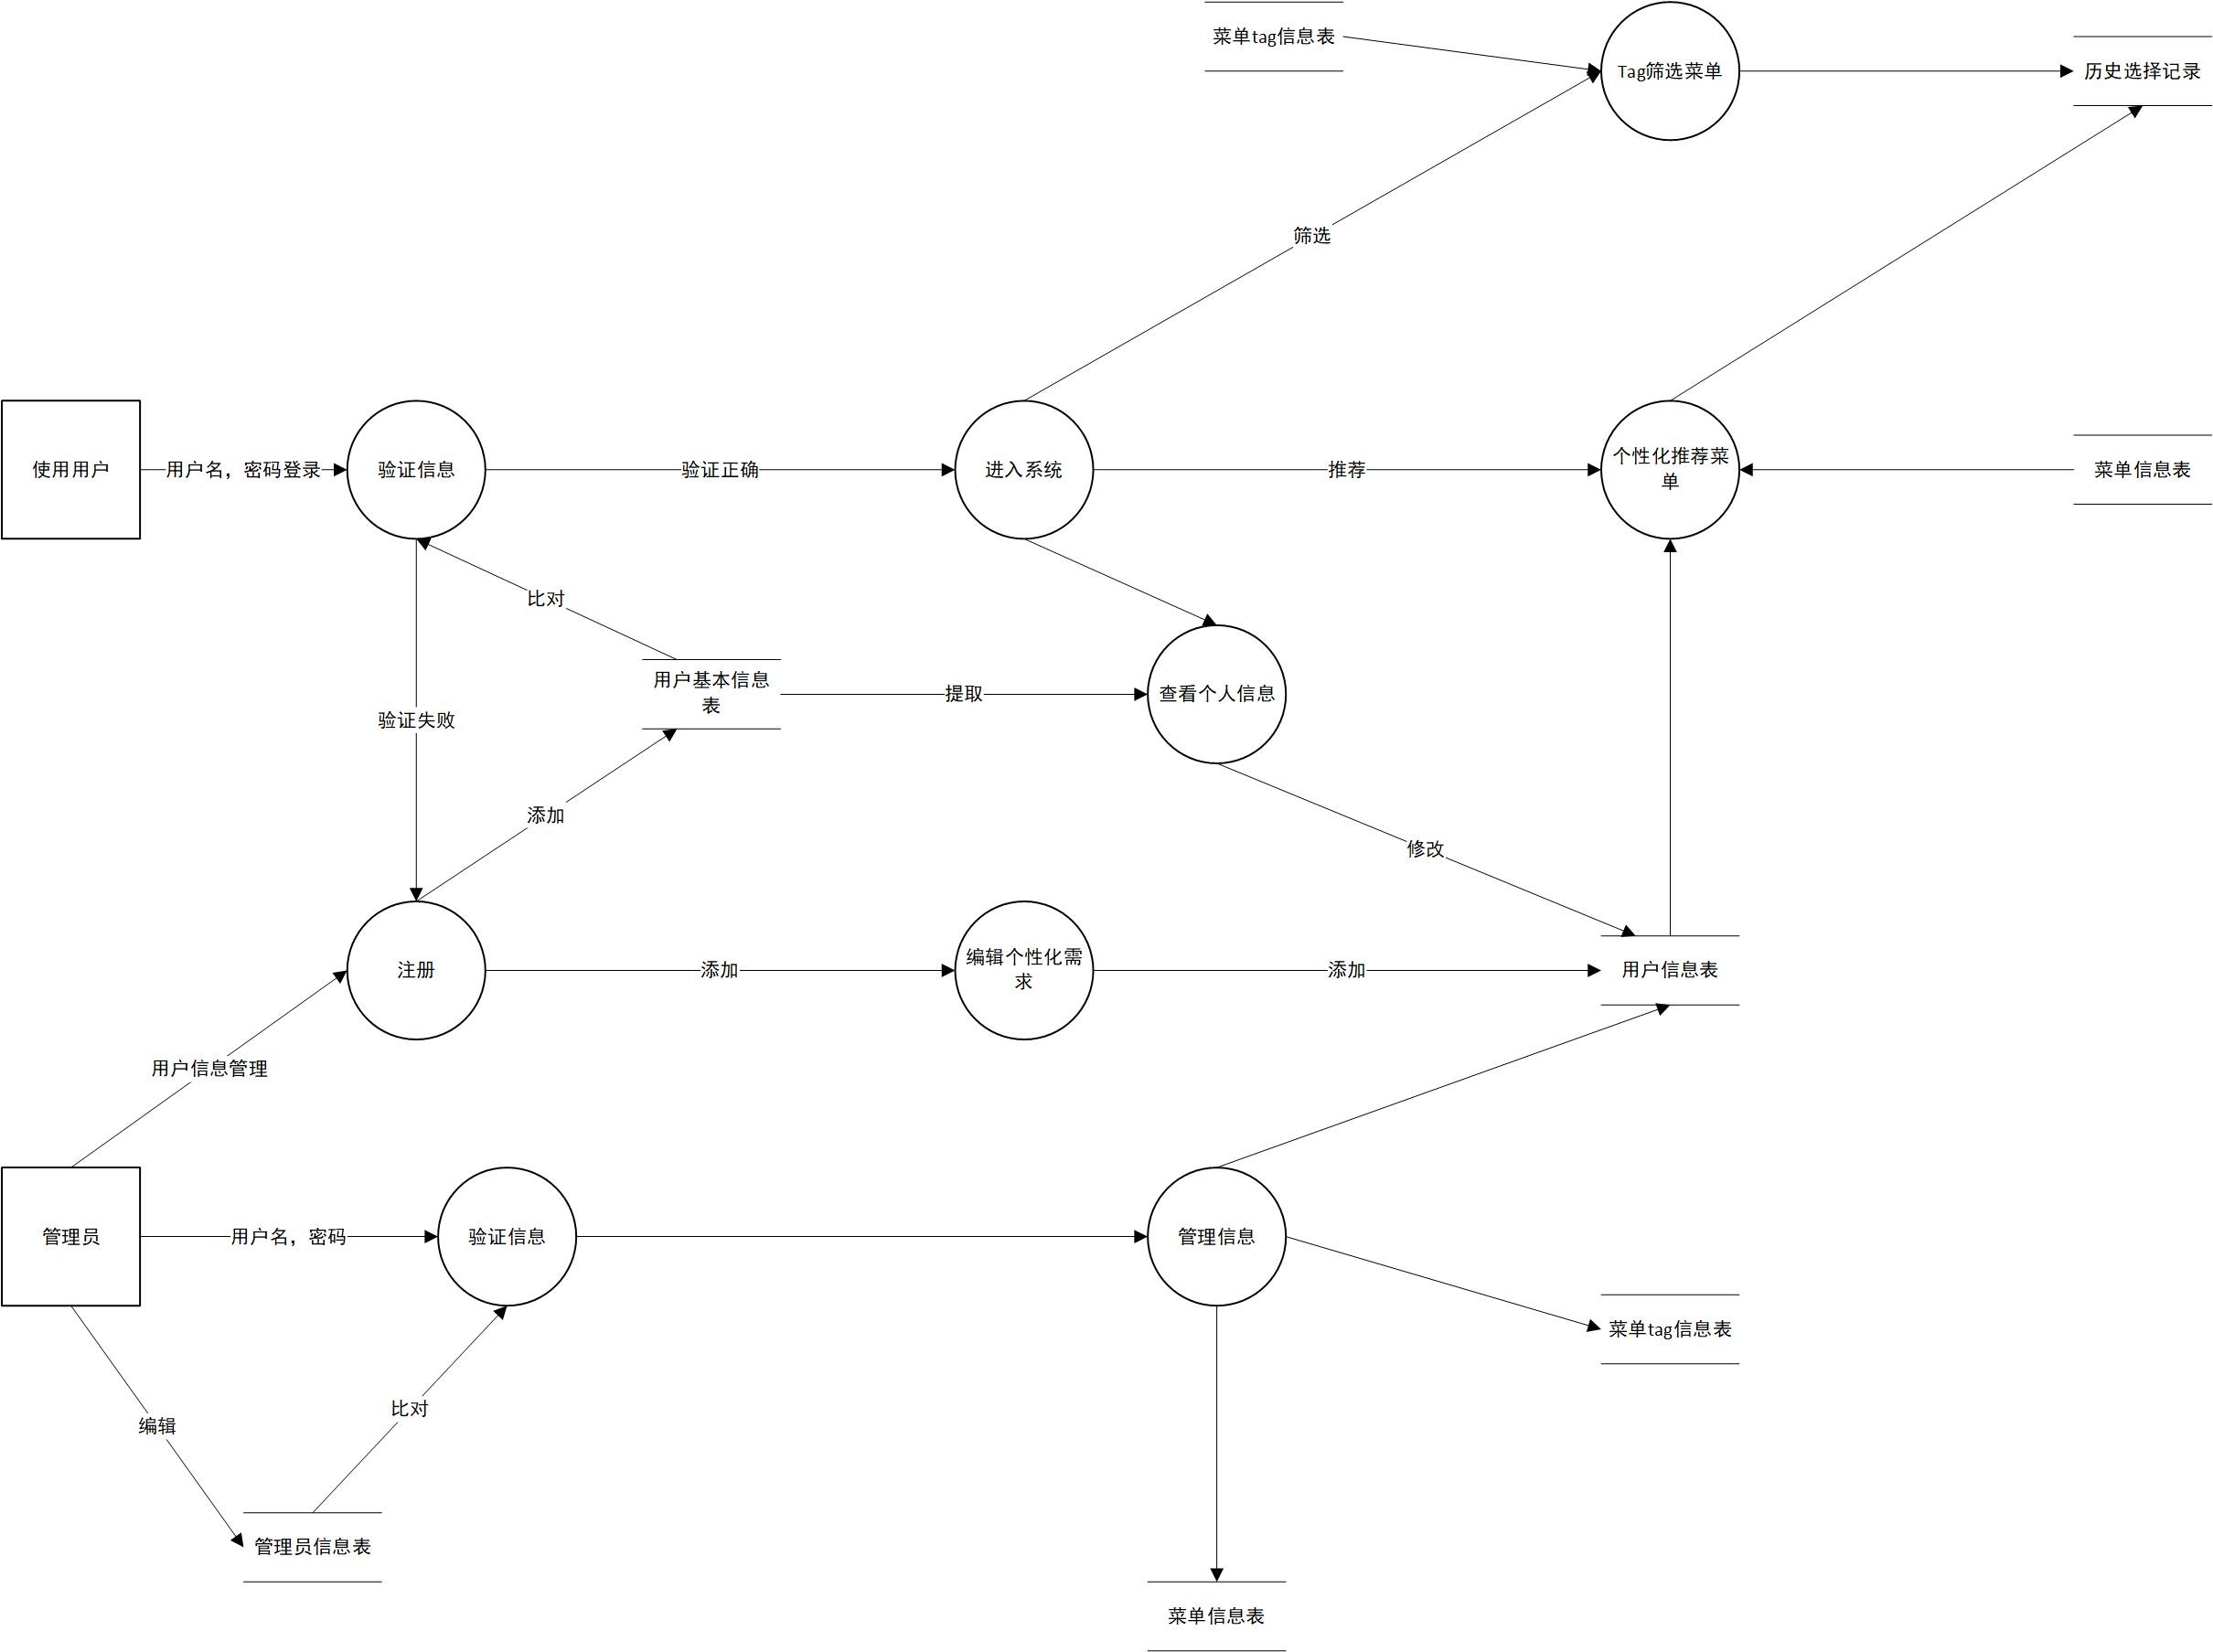 菜单tag信息表
Tag筛选菜单
历史选择记录
筛选
使用用户
用户名，密码登录
验证信息
验证正确
进入系统
推荐
个性化推荐菜
单
菜单信息表
比对
用户基本信息
表
提取
查看个人信息
验证失败
添加
修改
注册
添加
编辑个性化需
求
添加
用户信息表
用户信息管理
管理员
用户名，密码
验证信息
管理信息
菜单tag信息表
比对
编辑
管理员信息表
菜单信息表